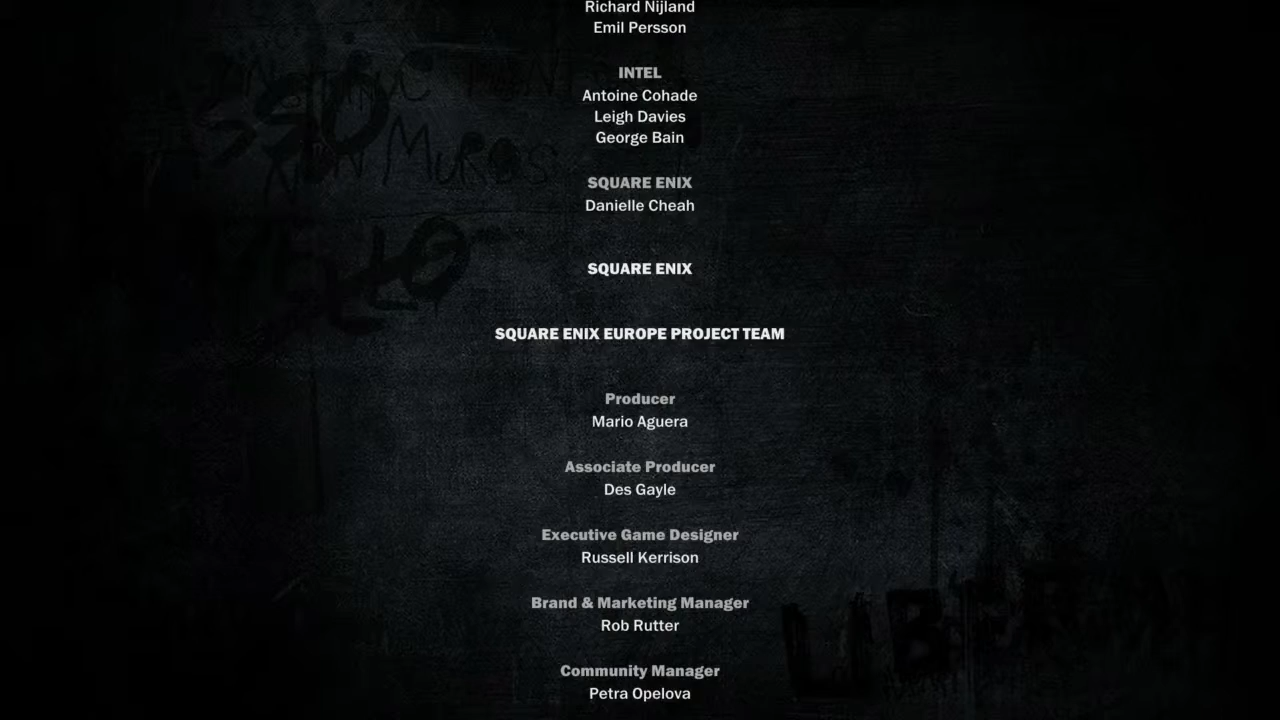 Richard Nijland
Emil Persson
INTEL
Antoine Cohade
Leigh Davies
George Bain
SQUARE ENIX
Danielle Cheah
SQUARE ENIX
SQUARE ENIX EUROPE PROJECT TEAM
Producer
Mario Aguera
Associate Producer
Des Gayle
Executive Game Designer
Russell Kerrison
Brand & Marketing Manager
Rob Rutter
Community Manager
Petra Opelova